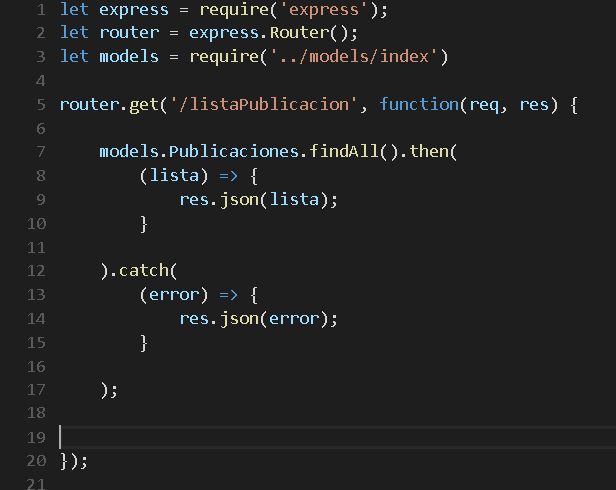 1 let express = require('express');
2 let router = express.Router();
3 let models = require('../models/index')
4
5 router.get('/listaPublicacion', function(req, res) {
6
7     models.Publicaciones.findAll().then(
8         (lista) => {
9             res.json(lista);
10         }
11
12     ).catch(
13         (error) => {
14             res.json(error);
15         }
16
17     );
18
19
20 });
21